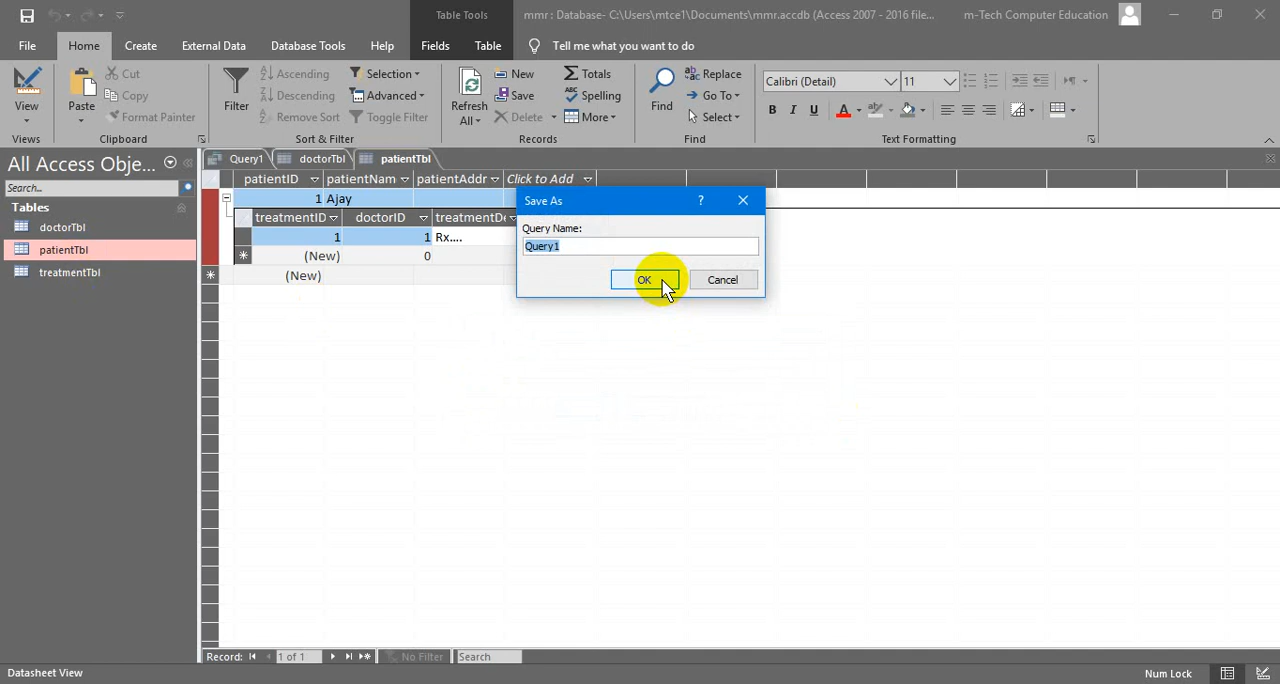 Table Tools
mmr : Database- C:\Users\mtce1\Documents\mmr.accdb (Access 2007 - 2016 file...
m-Tech Computer Education
File
Home
Create
External Data
Database Tools
Help
Fields
Table
Tell me what you want to do
View
Views
Paste
Cut
Copy
Format Painter
Clipboard
Filter
Ascending
Descending
Remove Sort
Selection
Advanced
Toggle Filter
Sort & Filter
Refresh
All
New
Save
Delete
Totals
Spelling
More
Records
Find
Replace
Go To
Select
Find
Calibri (Detail)
11
B I U A
Text Formatting
All Access Obje...
Search...
Tables
doctorTbl
patientTbl
treatmentTbl
Query1
doctorTbl
patientTbl
patientID
patientNam
patientAddr
Click to Add
1 Ajay
treatmentID
doctorID
treatmentDe
1
1
Rx....
(New)
0
(New)
Save As
?
Query Name:
Query1
OK
Cancel
Record:
1 of 1
No Filter
Search
Datasheet View
Num Lock